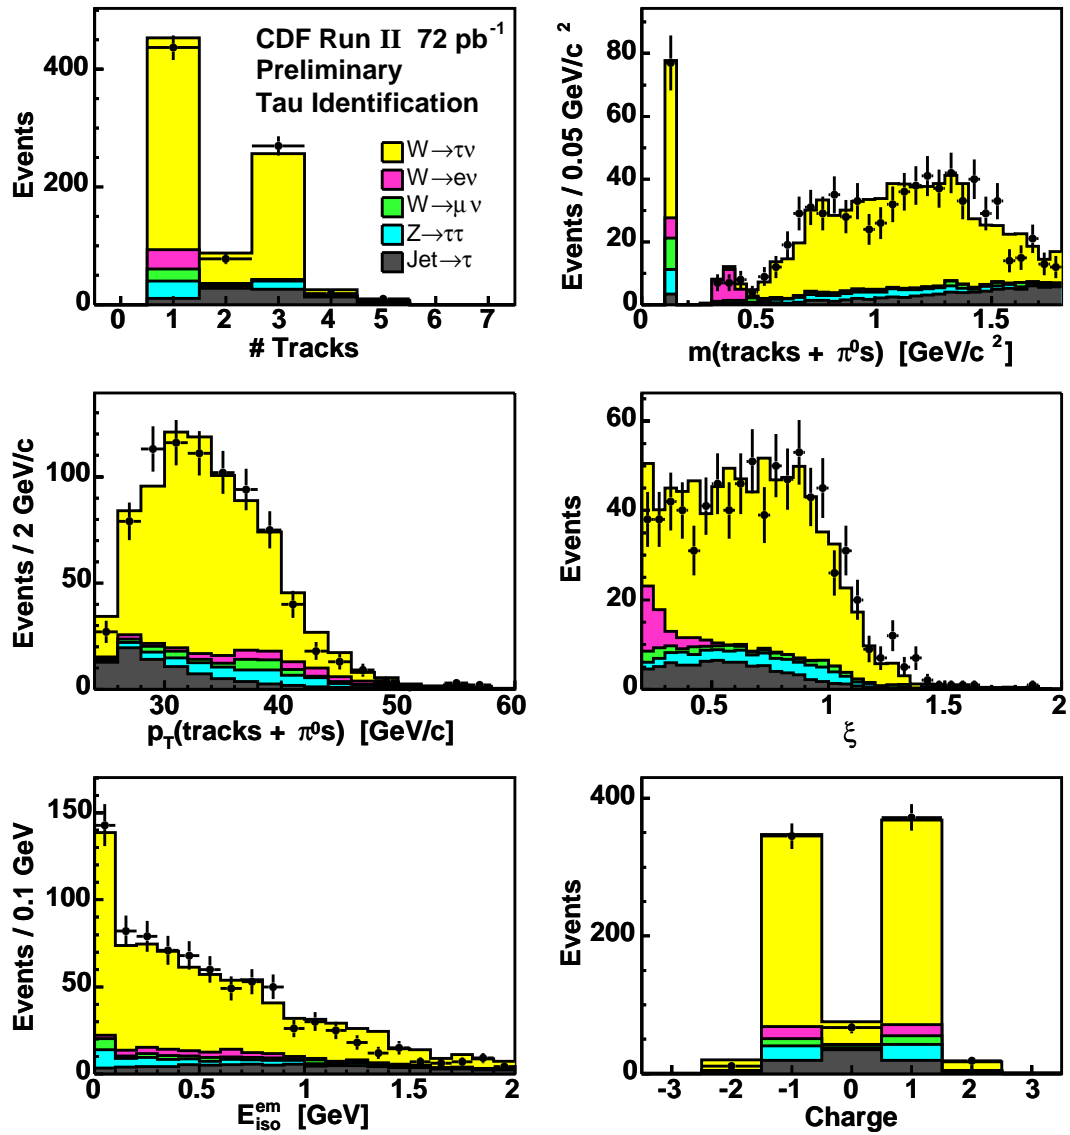 CDF Run II 72 pb-1
Preliminary
Tau Identification
W→τν
W→eν
W→μ ν
Z→ττ
Jet→τ
Events
400
200
0
0 1 2 3 4 5 6 7
# Tracks
Events / 0.05 GeV/c 2
80
60
40
20
0
0 0.5 1 1.5
m(tracks + π0s) [GeV/c 2]
Events / 2 GeV/c
100
50
0
30 40 50 60
pT(tracks + π0s) [GeV/c]
Events
60
40
20
0
0.5 1 1.5 2
ξ
Events / 0.1 GeV
150
100
50
0
0 0.5 1 1.5 2
E em iso [GeV]
Events
400
200
0
-3 -2 -1 0 1 2 3
Charge